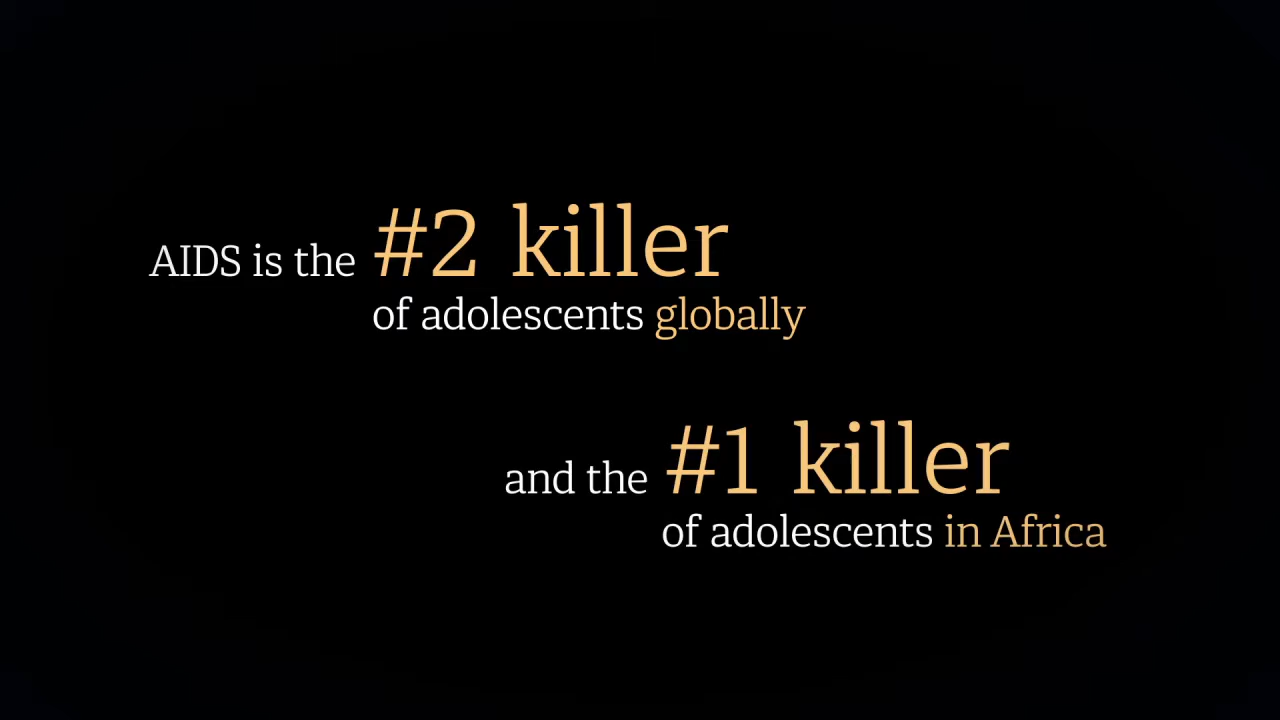 AIDS is the #2 killer
of adolescents globally
and the #1 killer
of adolescents in Africa